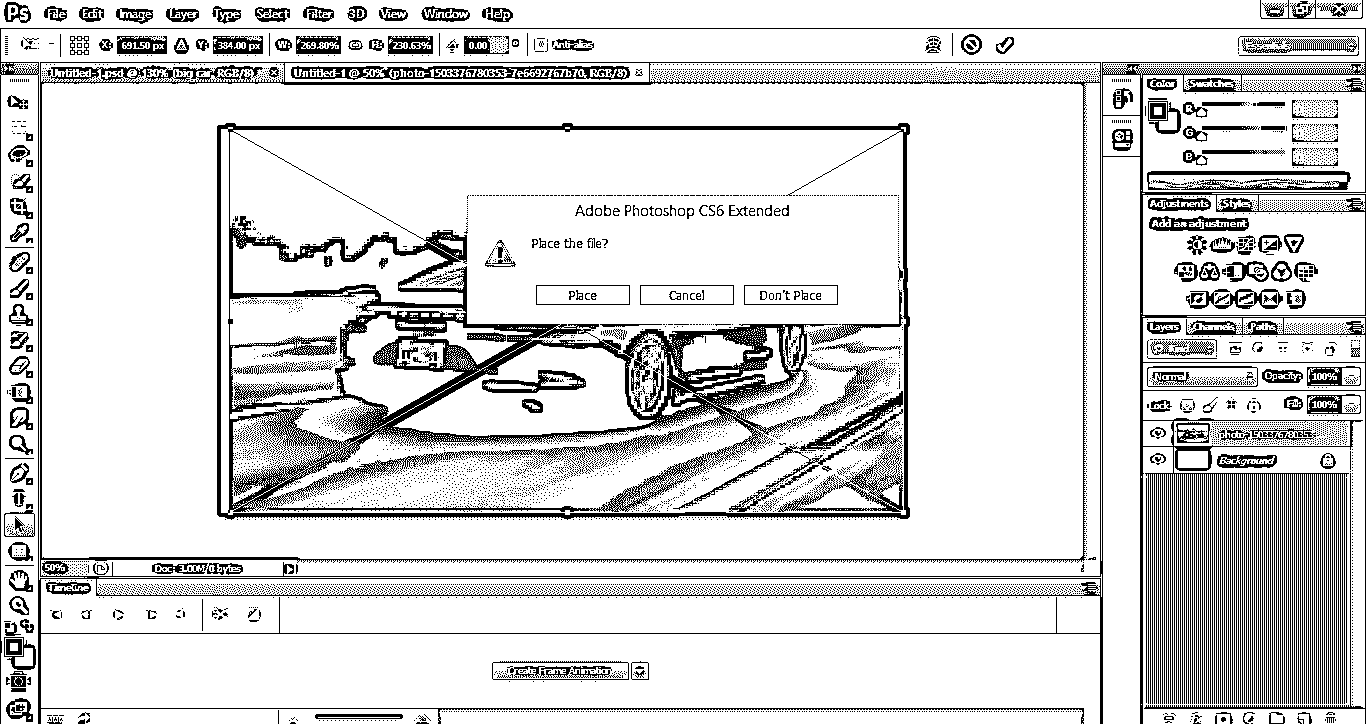 Ps File Edit Image Layer Type Select Filter 3D View Window Help
X: 691.50 px Y: 384.00 px W: 269.80% H: 230.63% 0.00 ° Anti-alias
Untitled-1.psd @ 130% (big car, RGB/8) * × Untitled-1 @ 50% (photo-1503376780353-7e6692767b70, RGB/8) ×
Color Swatches
R
G
B
Adobe Photoshop CS6 Extended
Place the file?
Place Cancel Don't Place
Adjustments Styles
Add an adjustment
Layers Channels Paths
Normal Opacity: 100%
Lock: Fill: 100%
photo-1503376780353-
Background
50% Doc: 3.00M/0 bytes
Timeline
Create Frame Animation